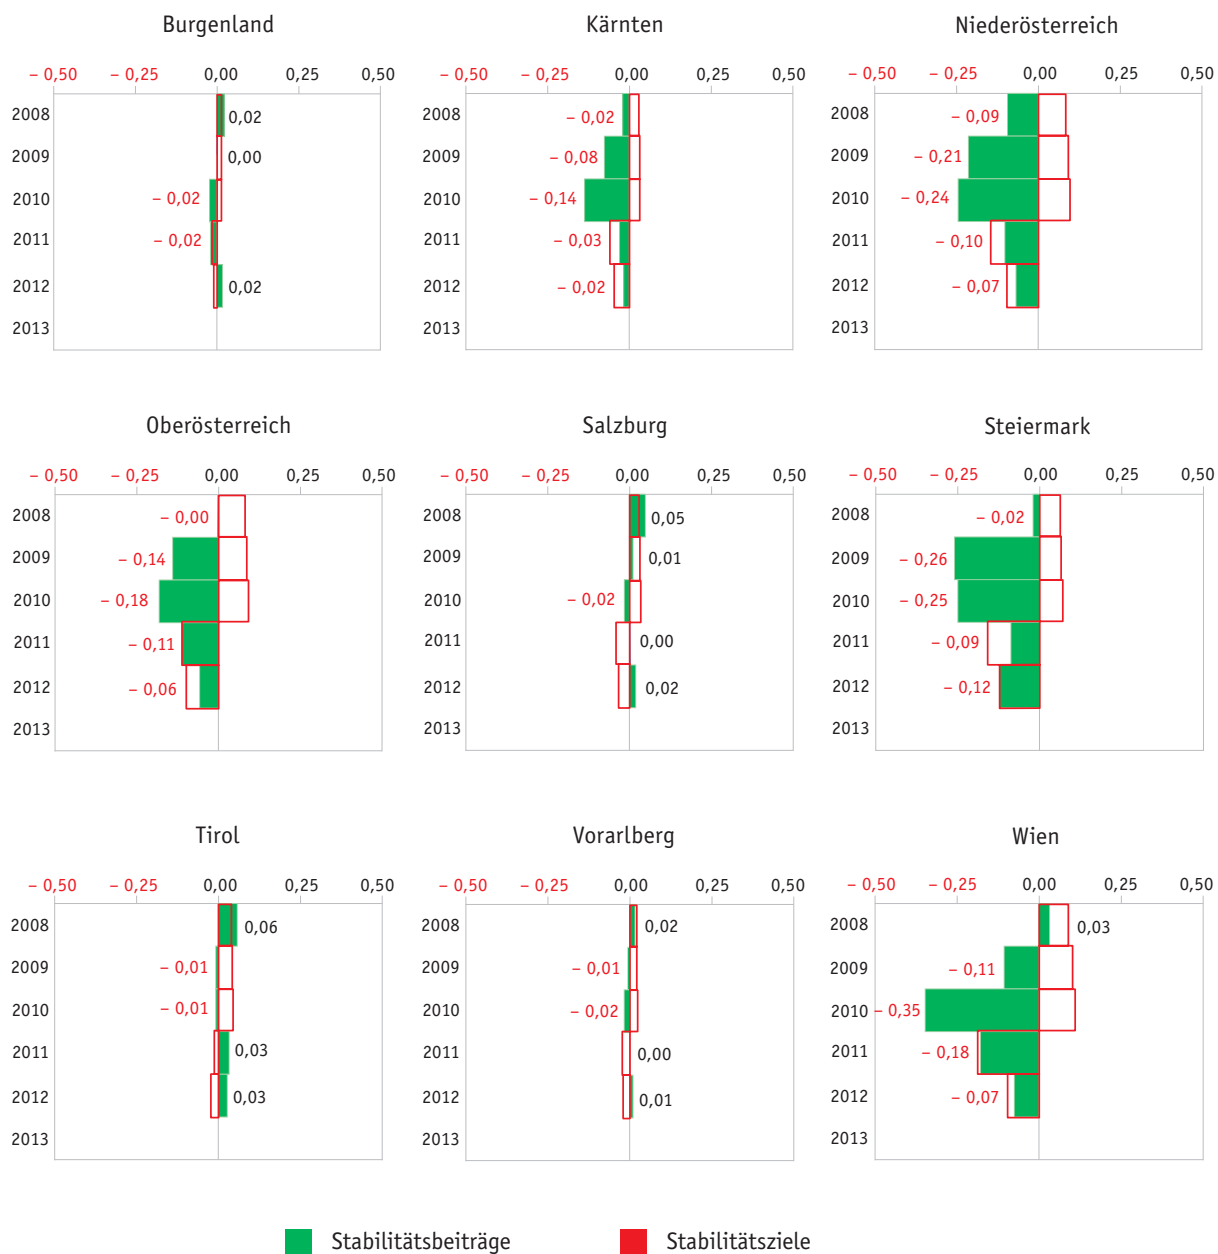 Burgenland
– 0,50 – 0,25 0,00 0,25 0,50
2008 0,02
2009 0,00
2010 – 0,02
2011 – 0,02
2012 0,02
2013
Kärnten
– 0,50 – 0,25 0,00 0,25 0,50
2008 – 0,02
2009 – 0,08
2010 – 0,14
2011 – 0,03
2012 – 0,02
2013
Niederösterreich
– 0,50 – 0,25 0,00 0,25 0,50
2008 – 0,09
2009 – 0,21
2010 – 0,24
2011 – 0,10
2012 – 0,07
2013
Oberösterreich
– 0,50 – 0,25 0,00 0,25 0,50
2008 – 0,00
2009 – 0,14
2010 – 0,18
2011 – 0,11
2012 – 0,06
2013
Salzburg
– 0,50 – 0,25 0,00 0,25 0,50
2008 0,05
2009 0,01
2010 – 0,02
2011 0,00
2012 0,02
2013
Steiermark
– 0,50 – 0,25 0,00 0,25 0,50
2008 – 0,02
2009 – 0,26
2010 – 0,25
2011 – 0,09
2012 – 0,12
2013
Tirol
– 0,50 – 0,25 0,00 0,25 0,50
2008 0,06
2009 – 0,01
2010 – 0,01
2011 0,03
2012 0,03
2013
Vorarlberg
– 0,50 – 0,25 0,00 0,25 0,50
2008 0,02
2009 – 0,01
2010 – 0,02
2011 0,00
2012 0,01
2013
Wien
– 0,50 – 0,25 0,00 0,25 0,50
2008 0,03
2009 – 0,11
2010 – 0,35
2011 – 0,18
2012 – 0,07
2013
Stabilitätsbeiträge Stabilitätsziele